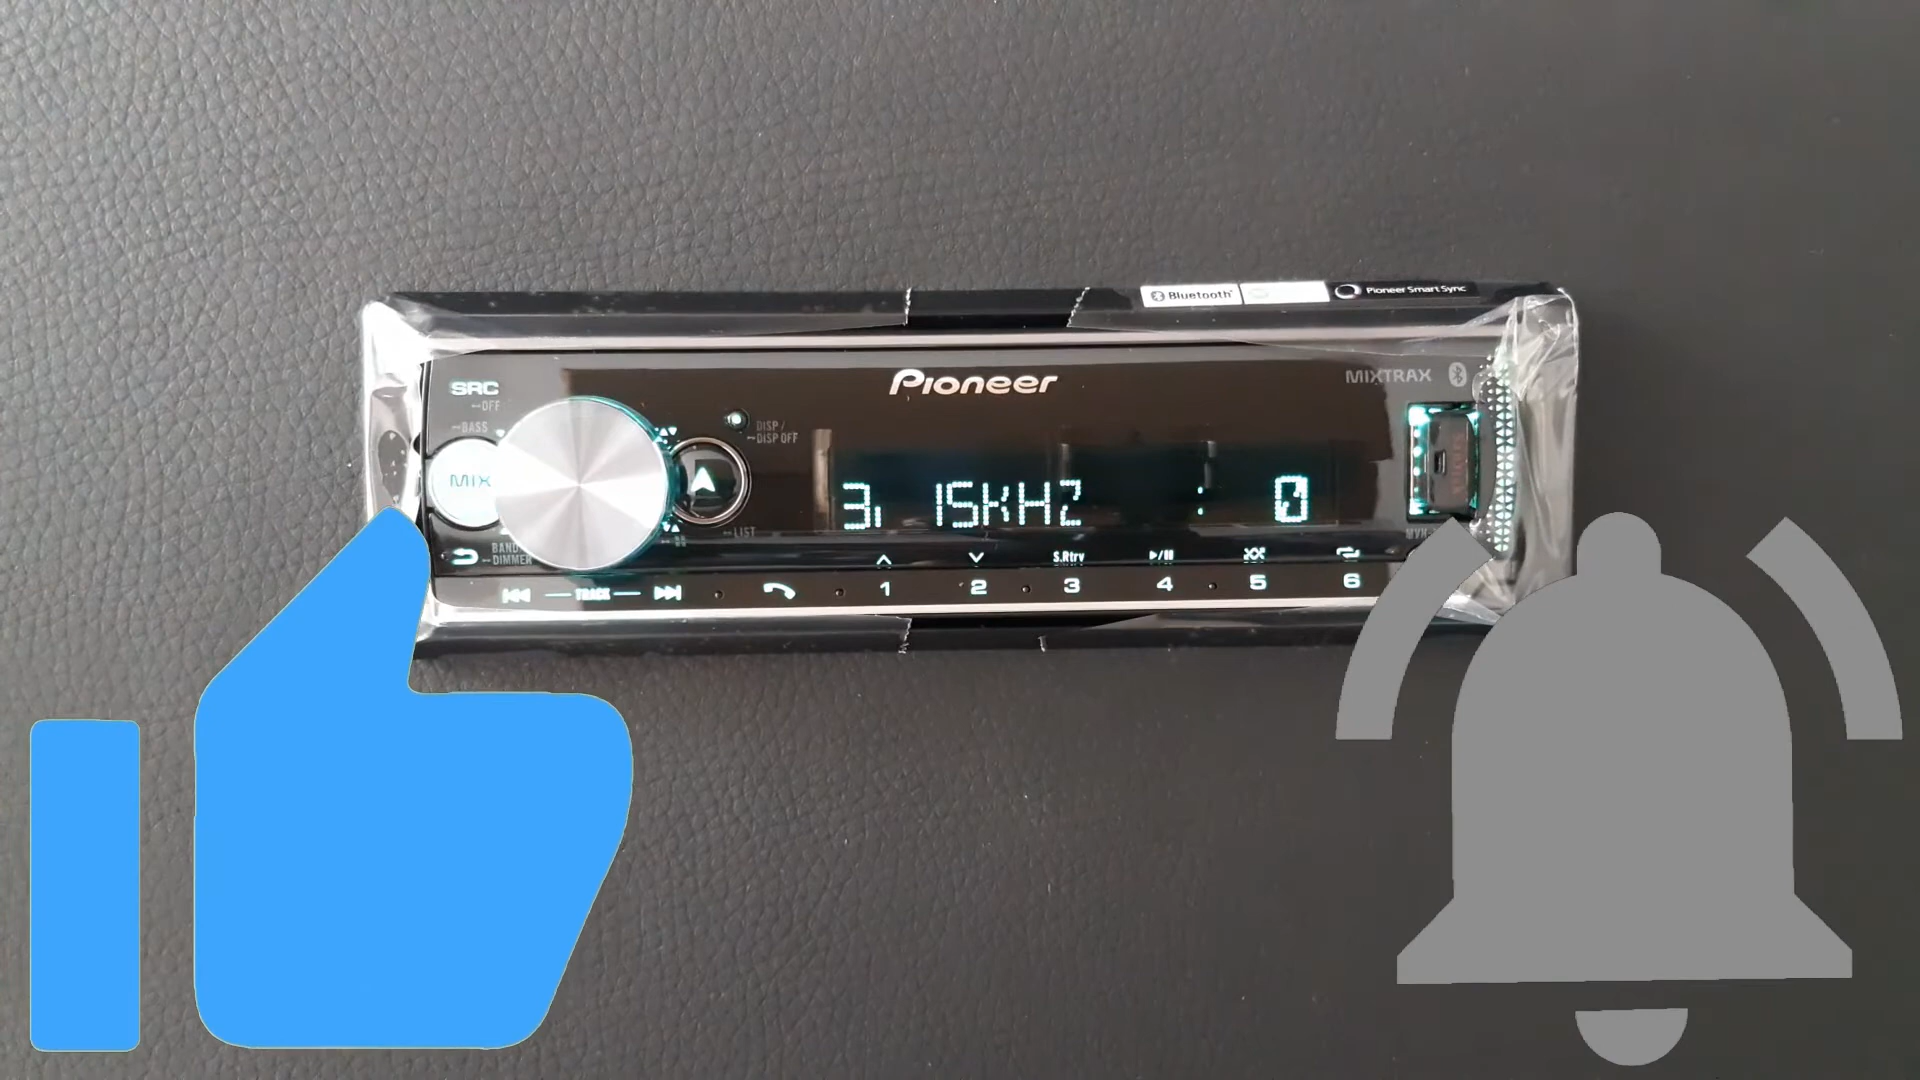 Bluetooth
Pioneer Smart Sync
Pioneer
MIXTRAX
SRC
OFF
BASS
DISP /
DISP OFF
MIX
3.15KHZ : 0
LIST
BAND
DIMMER
S.Rtrv
TRACK
1 2 3 4 5 6